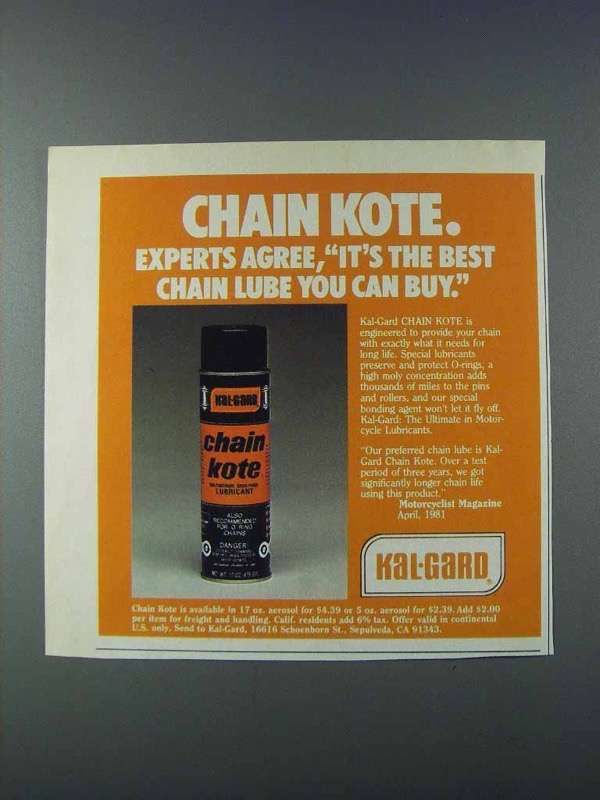 CHAIN KOTE.
EXPERTS AGREE, "IT'S THE BEST
CHAIN LUBE YOU CAN BUY."
Kal-Gard CHAIN KOTE is
engineered to provide your chain
with exactly what it needs for
long life. Special lubricants
preserve and protect O-rings, a
high moly concentration adds
thousands of miles to the pins
and rollers, and our special
bonding agent won't let it fly off.
Kal-Gard: The Ultimate in Motor-
cycle Lubricants.
"Our preferred chain lube is Kal-
Gard Chain Kote. Over a test
period of three years, we got
significantly longer chain life
using this product."
Motorcyclist Magazine
April, 1981
KAL-GARD
chain
kote
LUBRICANT
ALSO
RECOMMENDED
FOR O RING
CHAINS
DANGER
KAL-GARD
Chain Kote is available in 17 oz. aerosol for $4.39 or 5 oz. aerosol for $2.39. Add $2.00
per item for freight and handling. Calif. residents add 6% tax. Offer valid in continental
U.S. only. Send to Kal-Gard, 16616 Schoenborn St., Sepulveda, CA 91343.